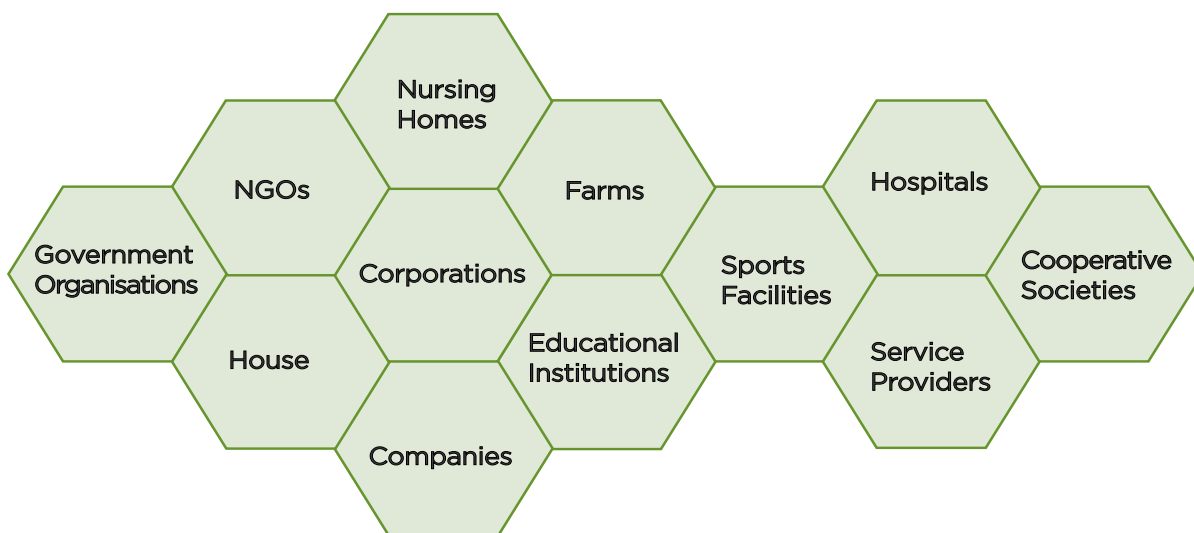 Nursing
Homes
NGOs
Farms
Hospitals
Government
Organisations
Corporations
Sports
Facilities
Cooperative
Societies
House
Educational
Institutions
Service
Providers
Companies